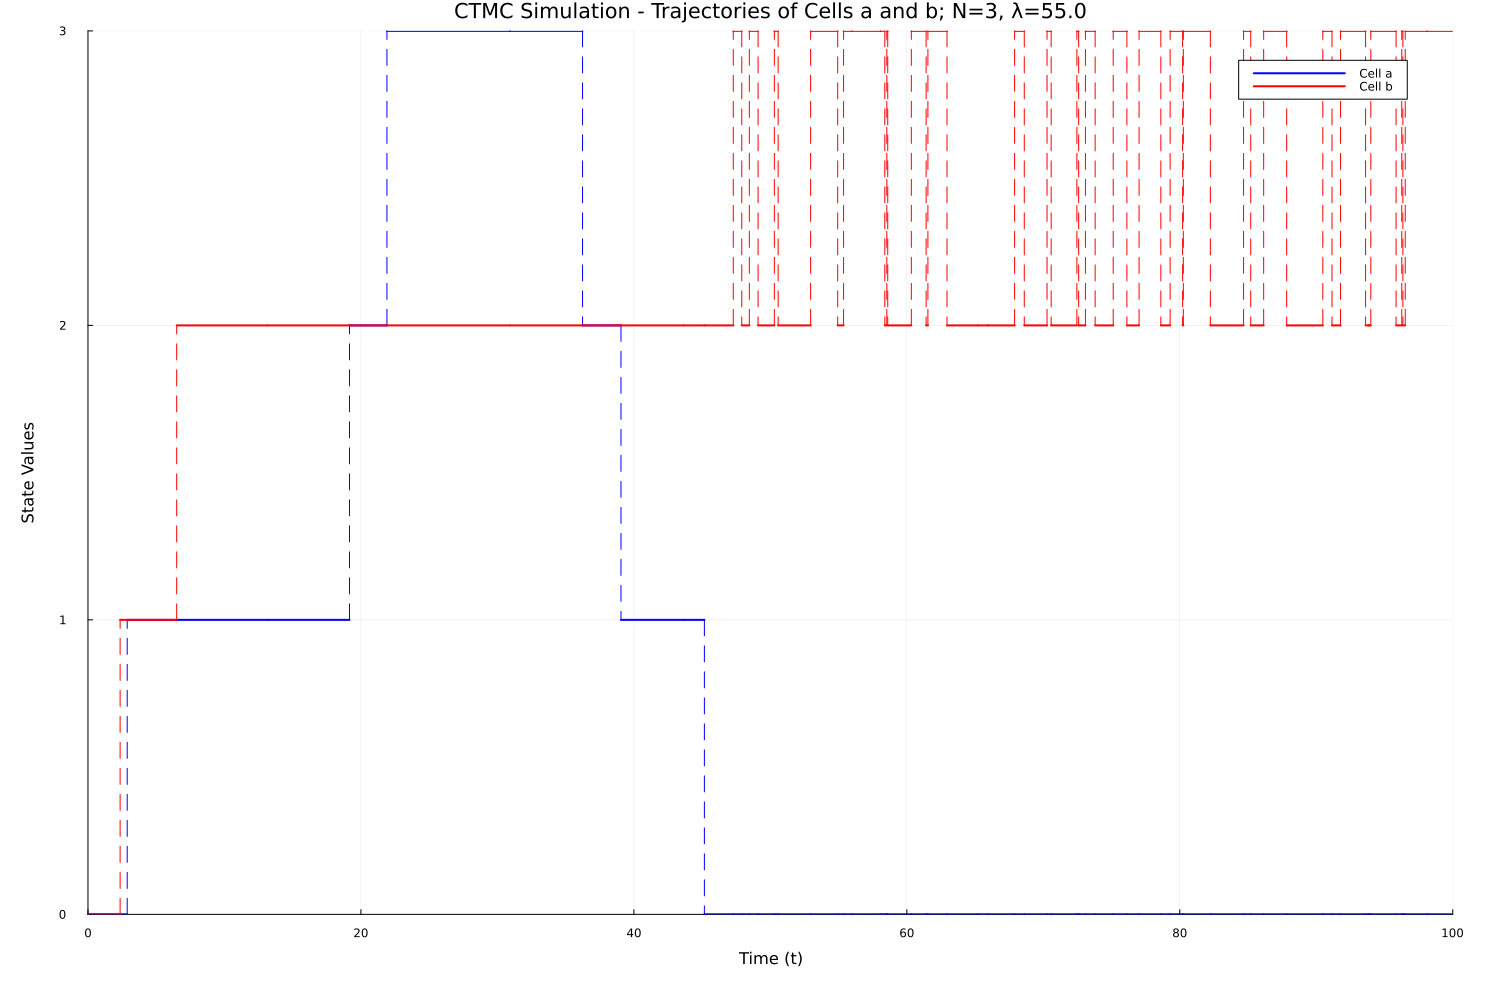 CTMC Simulation - Trajectories of Cells a and b; N=3, λ=55.0
3
Cell a
Cell b
2
State Values
1
0
0 20 40 60 80 100
Time (t)